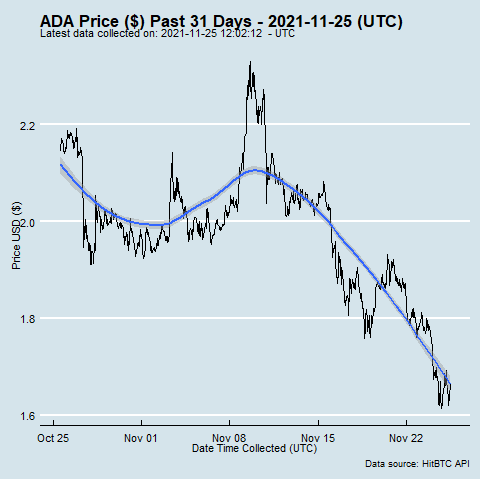 ADA Price ($) Past 31 Days - 2021-11-25 (UTC)
Latest data collected on: 2021-11-25 12:02:12  - UTC
2.2
2.0
1.8
1.6
Price USD ($)
Oct 25
Nov 01
Nov 08
Nov 15
Nov 22
Date Time Collected (UTC)
Data source: HitBTC API